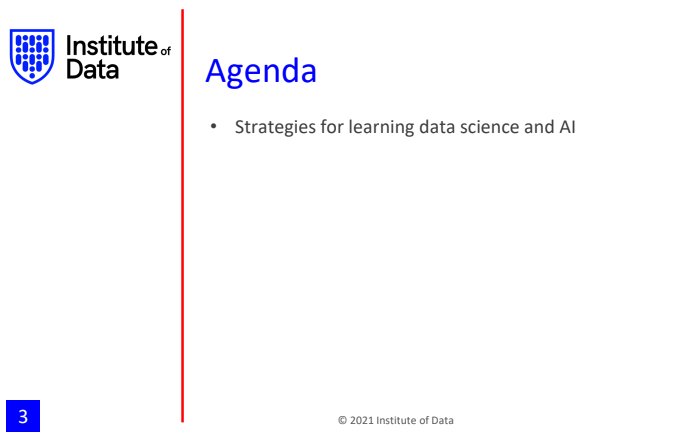 Institute of
Data
Agenda
• Strategies for learning data science and AI
3
© 2021 Institute of Data